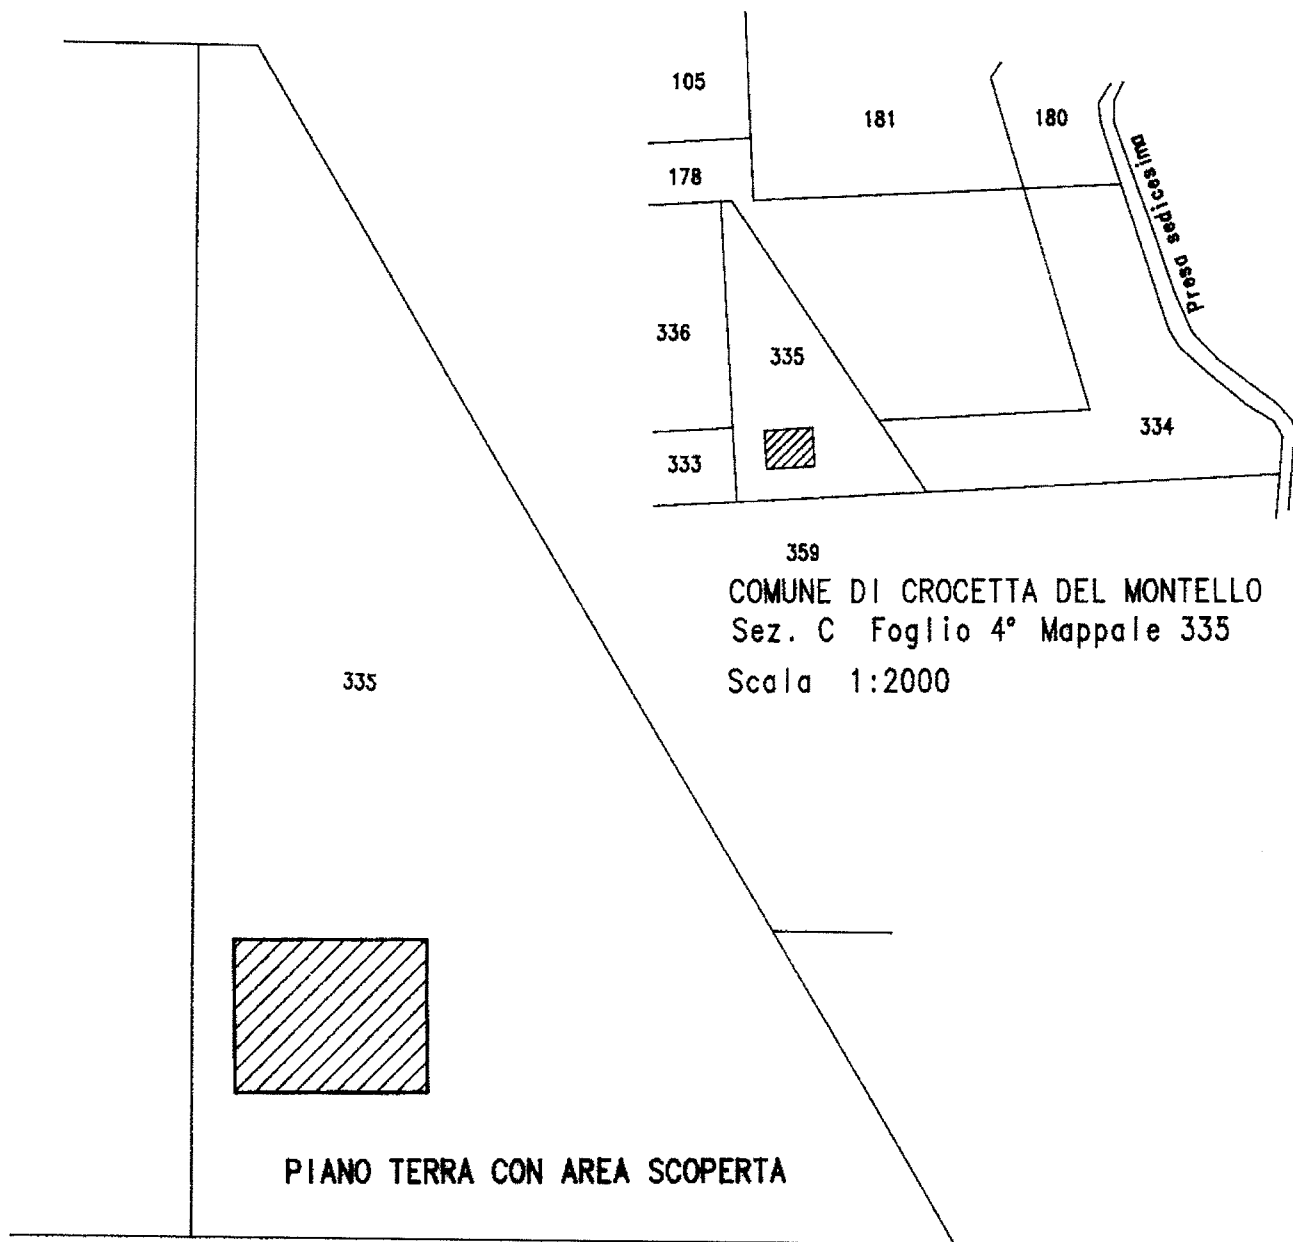 105
181
180
178
Presa sedicesima
336
335
334
333
359
COMUNE DI CROCETTA DEL MONTELLO
Sez. C Foglio 4° Mappale 335
Scala 1:2000
335
PIANO TERRA CON AREA SCOPERTA